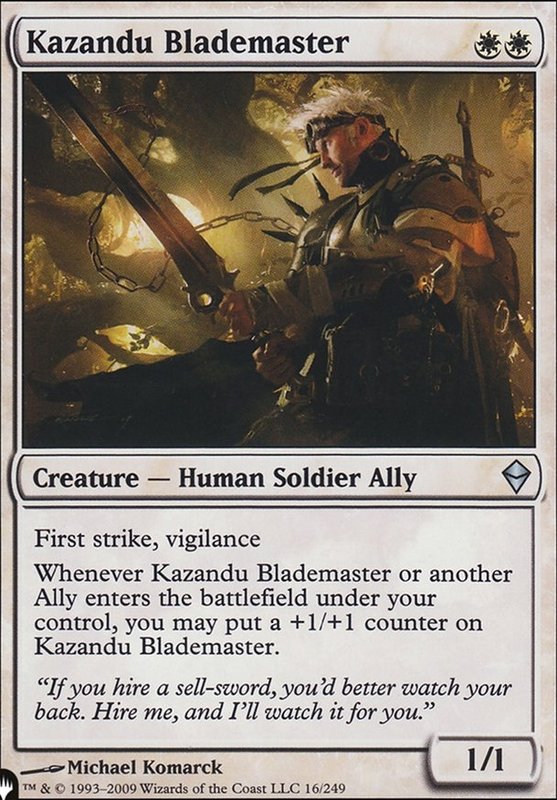 Kazandu Blademaster
Creature — Human Soldier Ally
First strike, vigilance
Whenever Kazandu Blademaster or another
Ally enters the battlefield under your
control, you may put a +1/+1 counter on
Kazandu Blademaster.
“If you hire a sell-sword, you’d better watch your
back. Hire me, and I’ll watch it for you.”
1/1
Michael Komarck
™ & © 1993–2009 Wizards of the Coast LLC 16/249